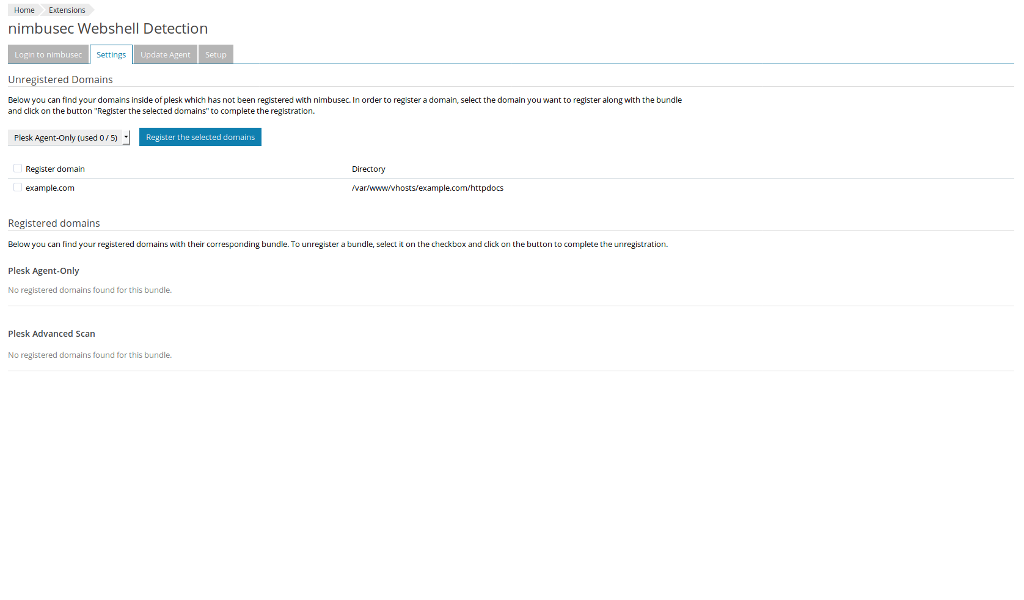 Home Extensions
nimbusec Webshell Detection
Login to nimbusec Settings Update Agent Setup
Unregistered Domains
Below you can find your domains inside of plesk which has not been registered with nimbusec. In order to register a domain, select the domain you want to register along with the bundle
and click on the button "Register the selected domains" to complete the registration.
Plesk Agent-Only (used 0 / 5) Register the selected domains
Register domain Directory
example.com /var/www/vhosts/example.com/httpdocs
Registered domains
Below you can find your registered domains with their corresponding bundle. To unregister a bundle, select it on the checkbox and click on the button to complete the unregistration.
Plesk Agent-Only
No registered domains found for this bundle.
Plesk Advanced Scan
No registered domains found for this bundle.